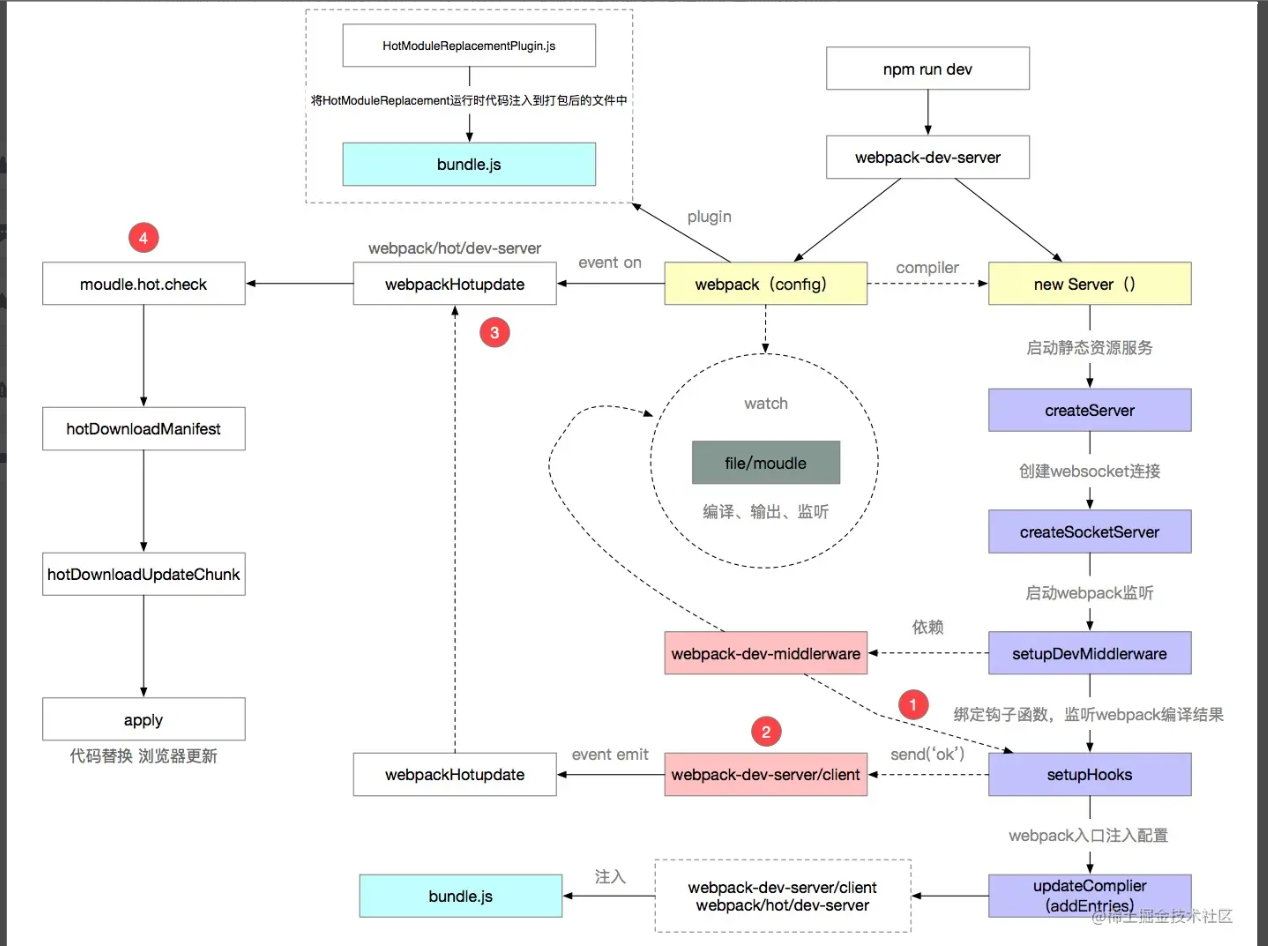 HotModuleReplacementPlugin.js
将HotModuleReplacement运行时代码注入到打包后的文件中
bundle.js
npm run dev
webpack-dev-server
plugin
4
webpack/hot/dev-server
event on
compiler
moudle.hot.check
webpackHotupdate
webpack（config）
new Server（）
3
启动静态资源服务
watch
createServer
hotDownloadManifest
file/moudle
创建websocket连接
编译、输出、监听
createSocketServer
hotDownloadUpdateChunk
启动webpack监听
依赖
webpack-dev-middlerware
setupDevMiddlerware
1
绑定钩子函数，监听webpack编译结果
apply
2
代码替换 浏览器更新
event emit
send(‘ok’)
webpackHotupdate
webpack-dev-server/client
setupHooks
webpack入口注入配置
注入
bundle.js
webpack-dev-server/client
webpack/hot/dev-server
updateComplier
(addEntries)
@稀土掘金技术社区